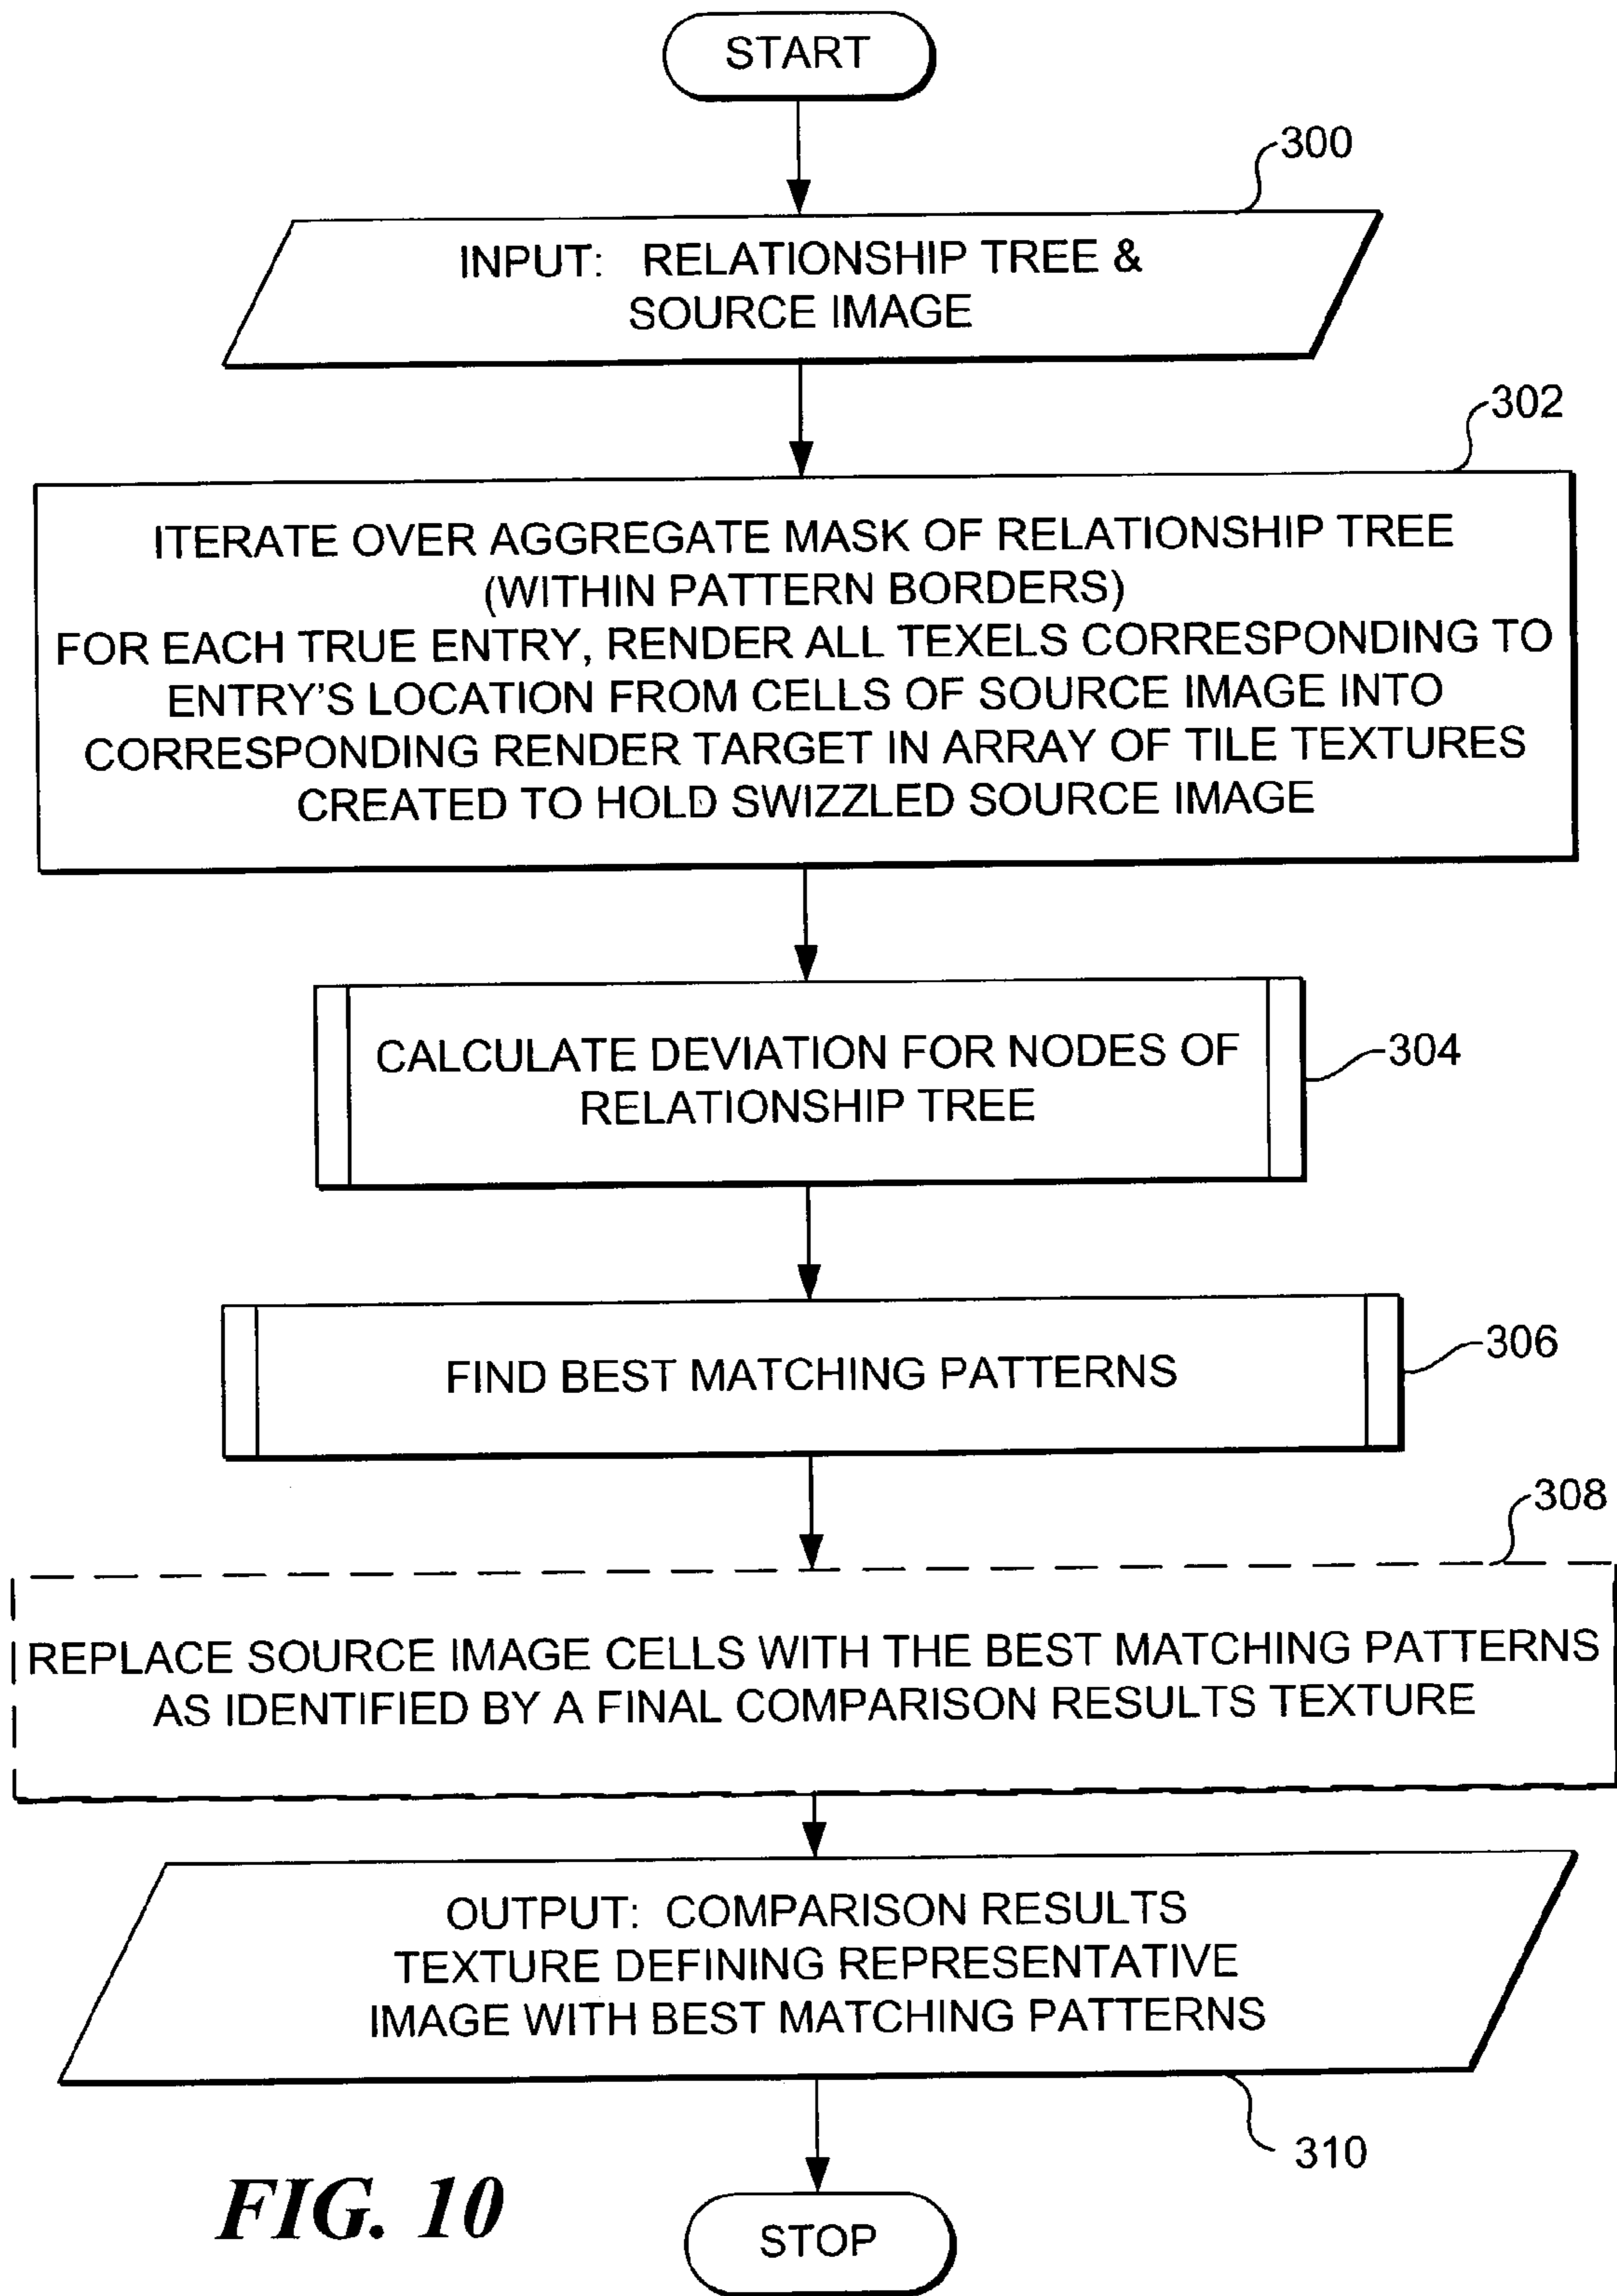 START
300
INPUT: RELATIONSHIP TREE &
SOURCE IMAGE
302
ITERATE OVER AGGREGATE MASK OF RELATIONSHIP TREE
(WITHIN PATTERN BORDERS)
FOR EACH TRUE ENTRY, RENDER ALL TEXELS CORRESPONDING TO
ENTRY'S LOCATION FROM CELLS OF SOURCE IMAGE INTO
CORRESPONDING RENDER TARGET IN ARRAY OF TILE TEXTURES
CREATED TO HOLD SWIZZLED SOURCE IMAGE
CALCULATE DEVIATION FOR NODES OF
RELATIONSHIP TREE
304
FIND BEST MATCHING PATTERNS
306
308
REPLACE SOURCE IMAGE CELLS WITH THE BEST MATCHING PATTERNS
AS IDENTIFIED BY A FINAL COMPARISON RESULTS TEXTURE
OUTPUT: COMPARISON RESULTS
TEXTURE DEFINING REPRESENTATIVE
IMAGE WITH BEST MATCHING PATTERNS
310
FIG. 10
STOP